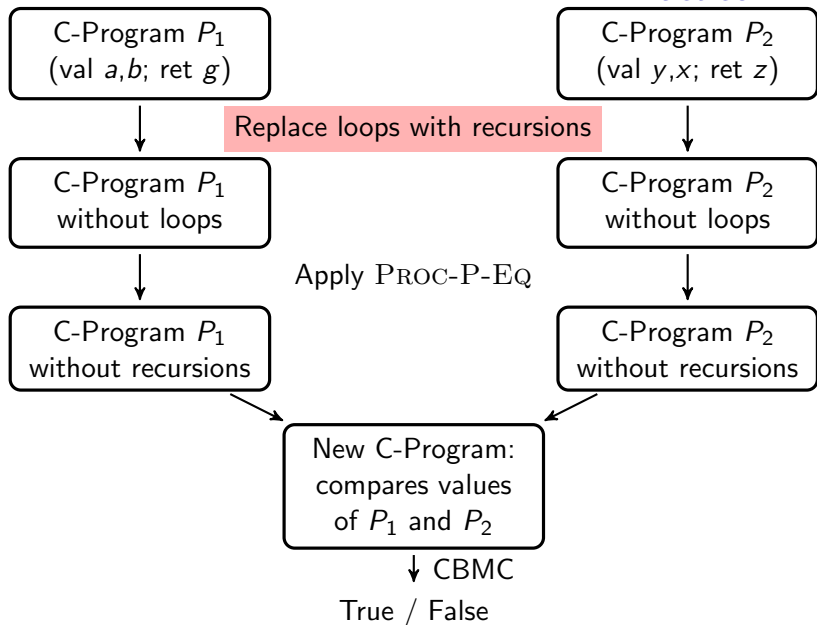 C-Program P1
(val a,b; ret g)
C-Program P2
(val y,x; ret z)
Replace loops with recursions
C-Program P1
without loops
C-Program P2
without loops
Apply PROC-P-EQ
C-Program P1
without recursions
C-Program P2
without recursions
New C-Program:
compares values
of P1 and P2
CBMC
True / False